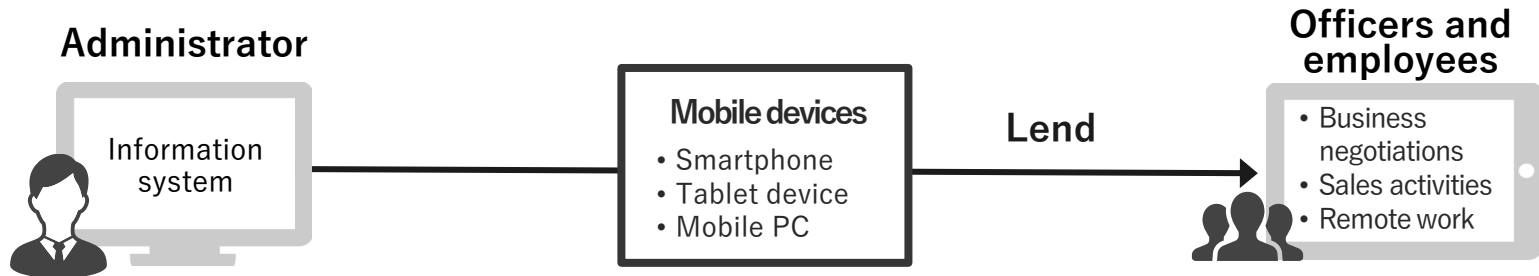 Administrator
Information
system
Mobile devices
• Smartphone
• Tablet device
• Mobile PC
Lend
Officers and
employees
• Business
negotiations
• Sales activities
• Remote work